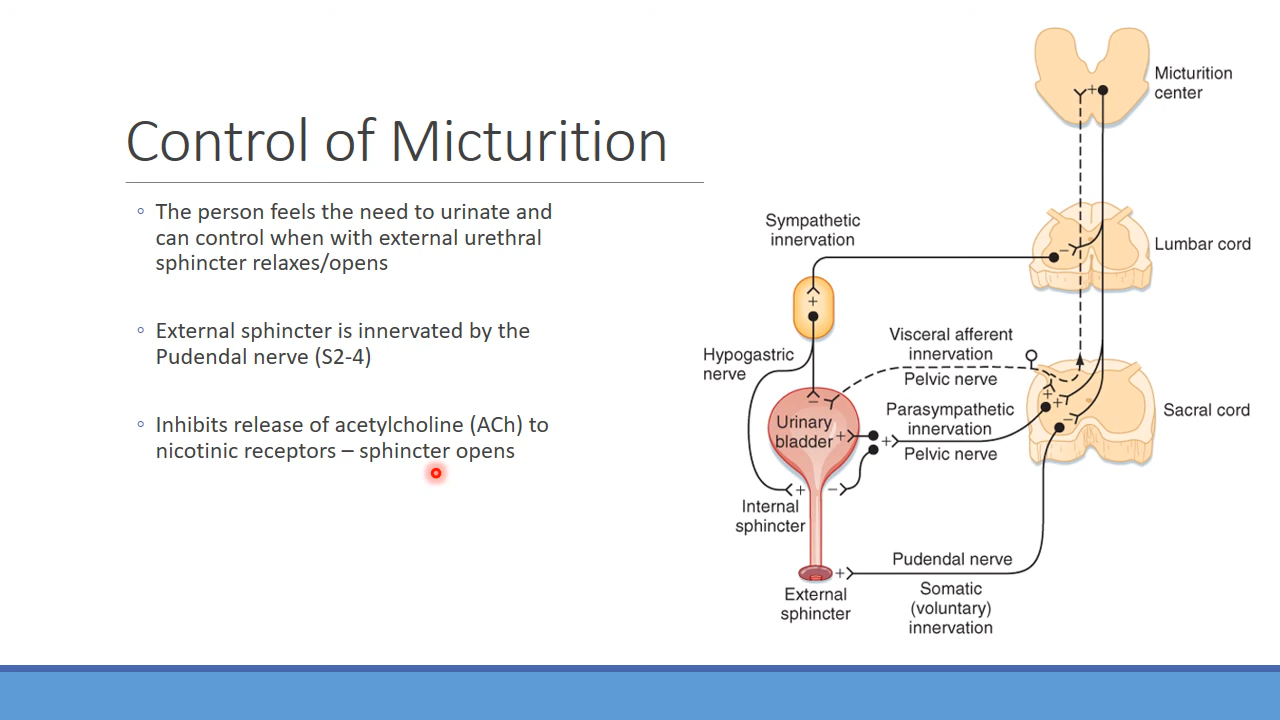 Control of Micturition
The person feels the need to urinate and
can control when with external urethral
sphincter relaxes/opens
External sphincter is innervated by the
Pudendal nerve (S2-4)
Inhibits release of acetylcholine (ACh) to
nicotinic receptors – sphincter opens
Micturition
center
+
Sympathetic
innervation
Lumbar cord
−
+
Hypogastric
nerve
Visceral afferent
innervation
Pelvic nerve
−
Urinary
bladder
+
+
Parasympathetic
innervation
Pelvic nerve
+
+
−
Sacral cord
+
−
Internal
sphincter
Pudendal nerve
+
External
sphincter
Somatic
(voluntary)
innervation